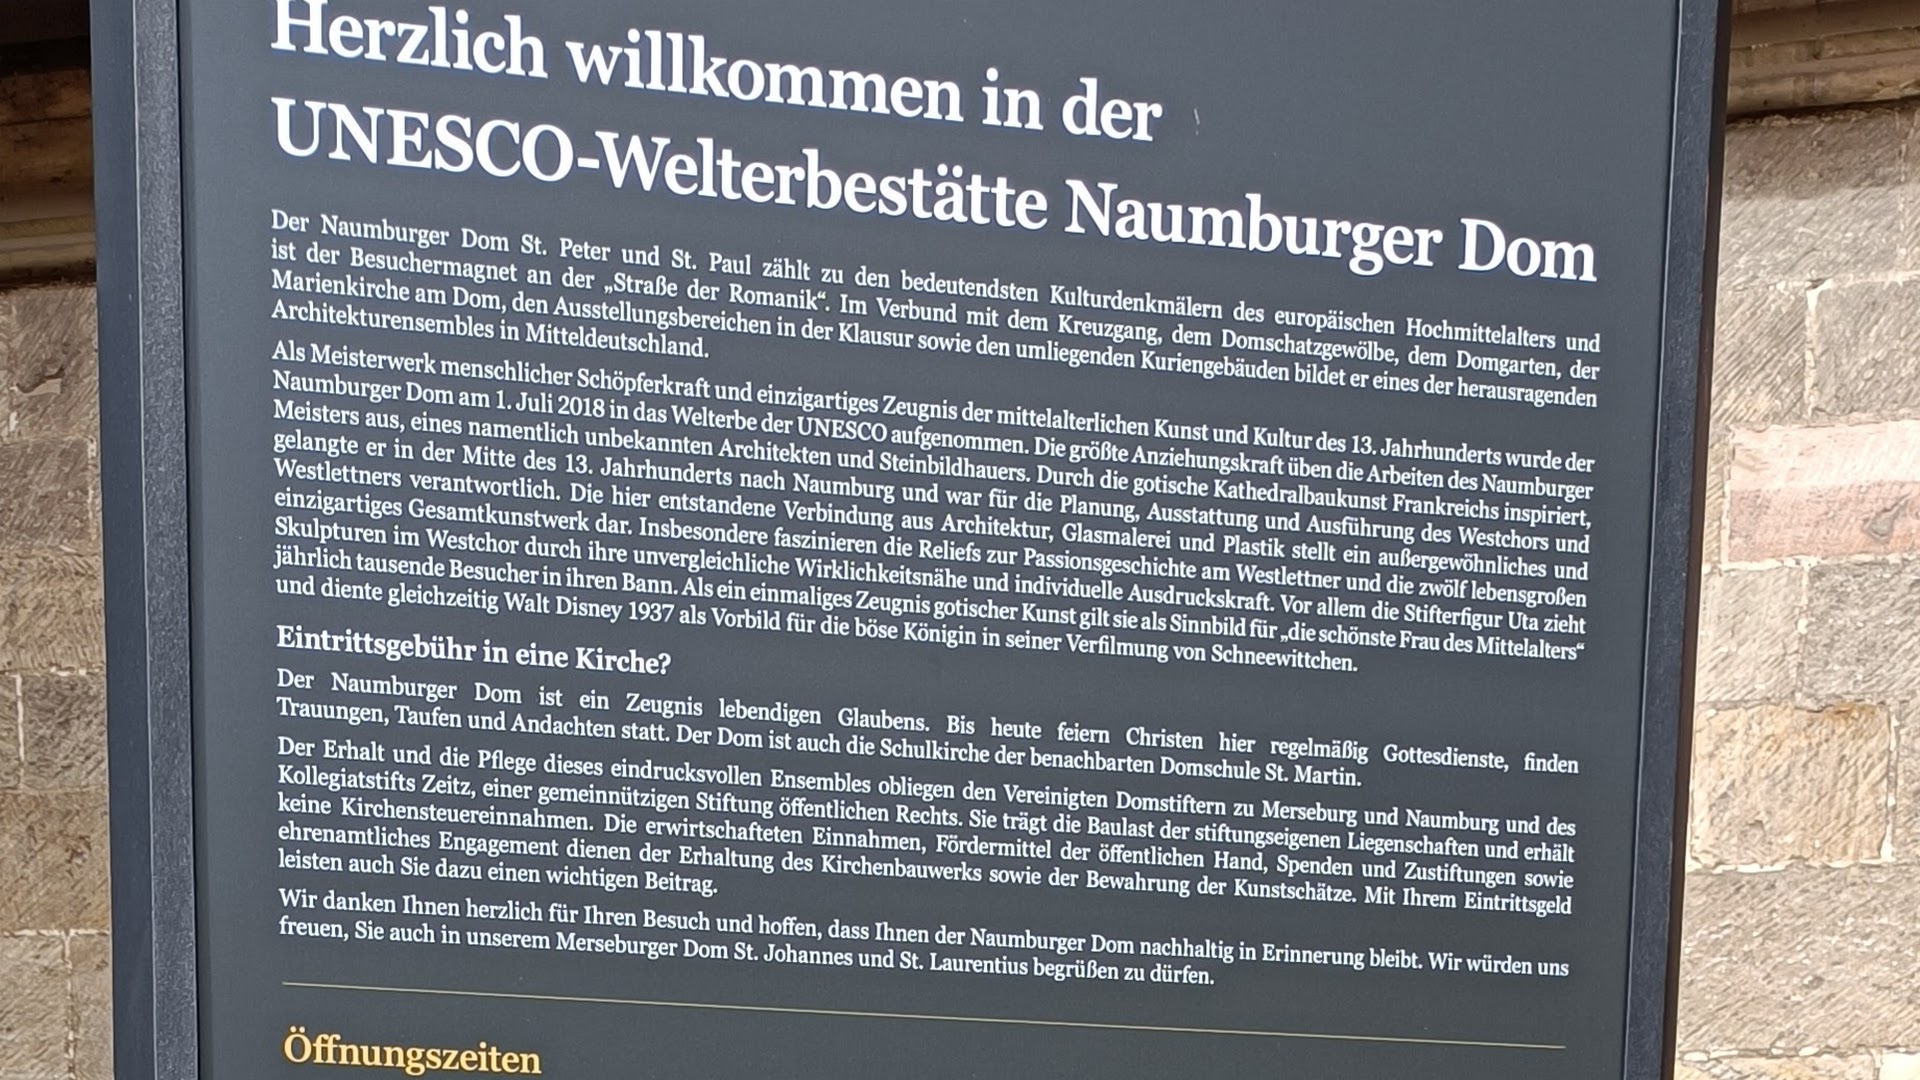 Herzlich willkommen in der
UNESCO-Welterbestätte Naumburger Dom
Der Naumburger Dom St. Peter und St. Paul zählt zu den bedeutendsten Kulturdenkmälern des europäischen Hochmittelalters und
ist der Besuchermagnet an der „Straße der Romanik“. Im Verbund mit dem Kreuzgang, dem Domschatzgewölbe, dem Domgarten, der
Marienkirche am Dom, den Ausstellungsbereichen in der Klausur sowie den umliegenden Kuriengebäuden bildet er eines der herausragenden
Architekturensembles in Mitteldeutschland.
Als Meisterwerk menschlicher Schöpferkraft und einzigartiges Zeugnis der mittelalterlichen Kunst und Kultur des 13. Jahrhunderts wurde der
Naumburger Dom am 1. Juli 2018 in das Welterbe der UNESCO aufgenommen. Die größte Anziehungskraft üben die Arbeiten des Naumburger
Meisters aus, eines namentlich unbekannten Architekten und Steinbildhauers. Durch die gotische Kathedralbaukunst Frankreichs inspiriert,
gelangte er in der Mitte des 13. Jahrhunderts nach Naumburg und war für die Planung, Ausstattung und Ausführung des Westchors und
Westlettners verantwortlich. Die hier entstandene Verbindung aus Architektur, Glasmalerei und Plastik stellt ein außergewöhnliches und
einzigartiges Gesamtkunstwerk dar. Insbesondere faszinieren die Reliefs zur Passionsgeschichte am Westlettner und die zwölf lebensgroßen
Skulpturen im Westchor durch ihre unvergleichliche Wirklichkeitsnähe und individuelle Ausdruckskraft. Vor allem die Stifterfigur Uta zieht
jährlich tausende Besucher in ihren Bann. Als ein einmaliges Zeugnis gotischer Kunst gilt sie als Sinnbild für „die schönste Frau des Mittelalters“
und diente gleichzeitig Walt Disney 1937 als Vorbild für die böse Königin in seiner Verfilmung von Schneewittchen.
Eintrittsgebühr in eine Kirche?
Der Naumburger Dom ist ein Zeugnis lebendigen Glaubens. Bis heute feiern Christen hier regelmäßig Gottesdienste, finden
Trauungen, Taufen und Andachten statt. Der Dom ist auch die Schulkirche der benachbarten Domschule St. Martin.
Der Erhalt und die Pflege dieses eindrucksvollen Ensembles obliegen den Vereinigten Domstiftern zu Merseburg und Naumburg und des
Kollegiatstifts Zeitz, einer gemeinnützigen Stiftung öffentlichen Rechts. Sie trägt die Baulast der stiftungseigenen Liegenschaften und erhält
keine Kirchensteuereinnahmen. Die erwirtschafteten Einnahmen, Fördermittel der öffentlichen Hand, Spenden und Zustiftungen sowie
ehrenamtliches Engagement dienen der Erhaltung des Kirchenbauwerks sowie der Bewahrung der Kunstschätze. Mit Ihrem Eintrittsgeld
leisten auch Sie dazu einen wichtigen Beitrag.
Wir danken Ihnen herzlich für Ihren Besuch und hoffen, dass Ihnen der Naumburger Dom nachhaltig in Erinnerung bleibt. Wir würden uns
freuen, Sie auch in unserem Merseburger Dom St. Johannes und St. Laurentius begrüßen zu dürfen.
Öffnungszeiten